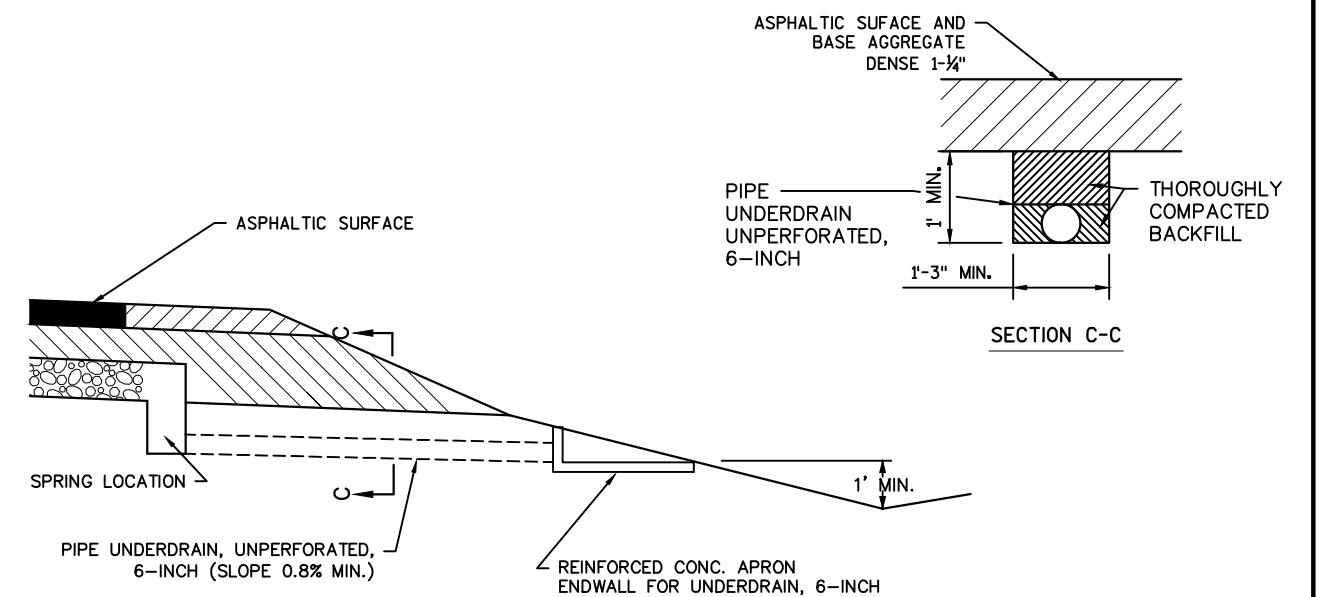 ASPHALTIC SUFACE AND
BASE AGGREGATE
DENSE 1-¼"
PIPE
UNDERDRAIN
UNPERFORATED,
6-INCH
1' MIN.
THOROUGHLY
COMPACTED
BACKFILL
1'-3" MIN.
SECTION C-C
ASPHALTIC SURFACE
C
C
SPRING LOCATION
1' MIN.
PIPE UNDERDRAIN, UNPERFORATED,
6-INCH (SLOPE 0.8% MIN.)
REINFORCED CONC. APRON
ENDWALL FOR UNDERDRAIN, 6-INCH